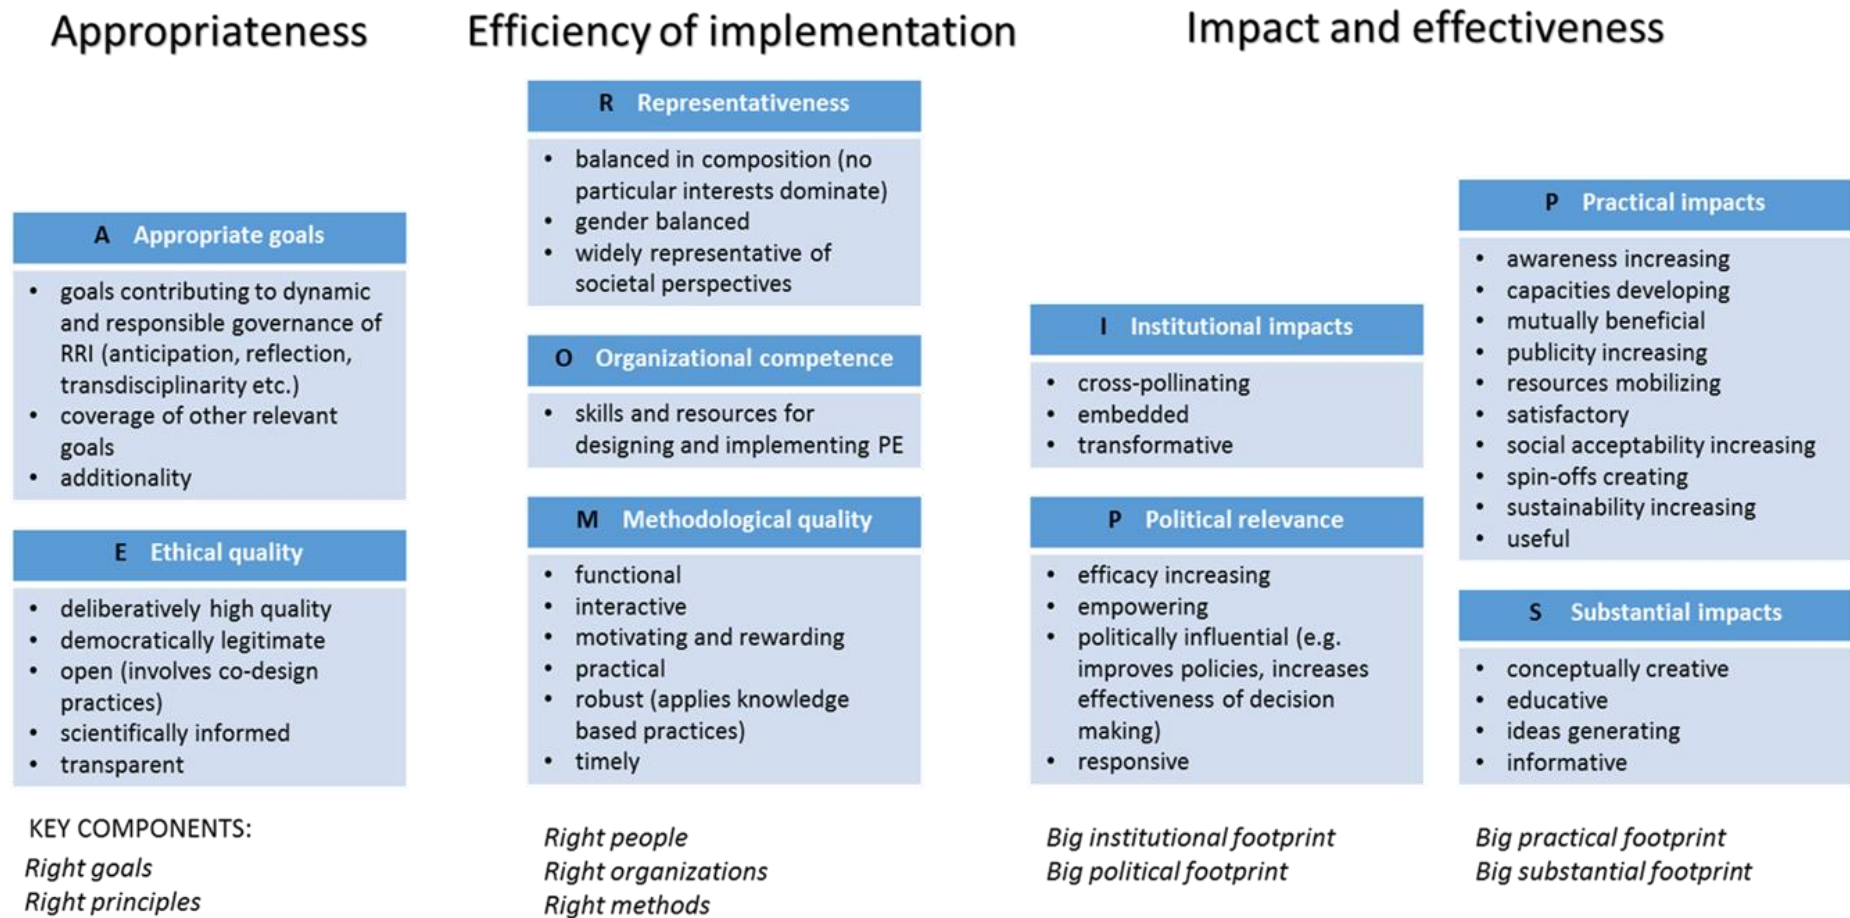 Appropriateness
A Appropriate goals
• goals contributing to dynamic
and responsible governance of
RRI (anticipation, reflection,
transdisciplinarity etc.)
• coverage of other relevant
goals
• additionality
E Ethical quality
• deliberatively high quality
• democratically legitimate
• open (involves co-design
practices)
• scientifically informed
• transparent
KEY COMPONENTS:
Right goals
Right principles
Efficiency of implementation
R Representativeness
• balanced in composition (no
particular interests dominate)
• gender balanced
• widely representative of
societal perspectives
O Organizational competence
• skills and resources for
designing and implementing PE
M Methodological quality
• functional
• interactive
• motivating and rewarding
• practical
• robust (applies knowledge
based practices)
• timely
Right people
Right organizations
Right methods
Impact and effectiveness
I Institutional impacts
• cross-pollinating
• embedded
• transformative
P Political relevance
• efficacy increasing
• empowering
• politically influential (e.g.
improves policies, increases
effectiveness of decision
making)
• responsive
Big institutional footprint
Big political footprint
P Practical impacts
• awareness increasing
• capacities developing
• mutually beneficial
• publicity increasing
• resources mobilizing
• satisfactory
• social acceptability increasing
• spin-offs creating
• sustainability increasing
• useful
S Substantial impacts
• conceptually creative
• educative
• ideas generating
• informative
Big practical footprint
Big substantial footprint